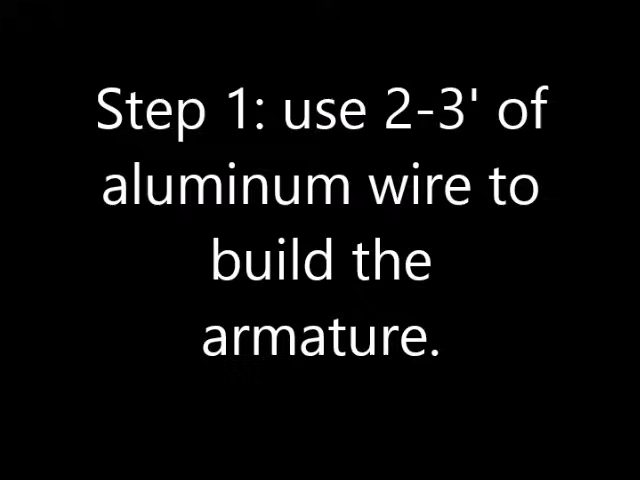 Step 1: use 2-3' of
aluminum wire to
build the
armature.